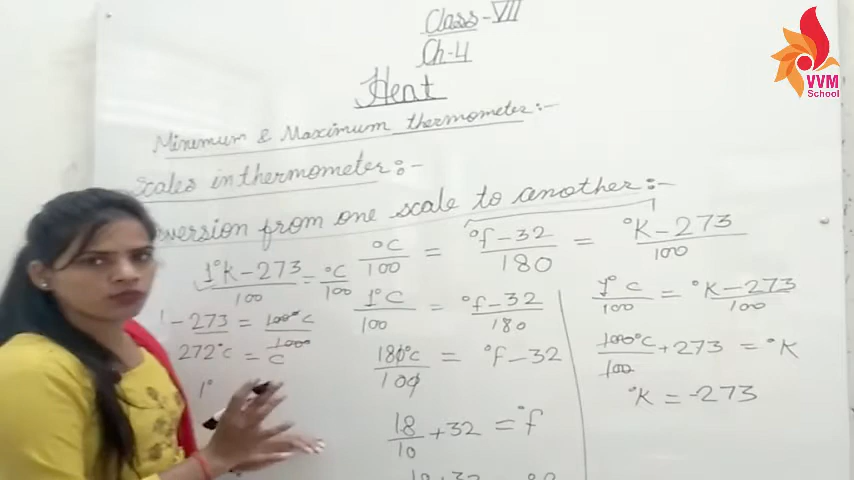 Class-VII
Ch-4
Heat
VVM
School
Minimum & Maximum thermometer:-
Scales in thermometer:-
version from one scale to another:-
°C/100 = °f-32/180 = °K-273/100
1°K-273/100 = °C/100
-273 = 100°C/100
272°C = C
1°
1°C/100 = °f-32/180
180°C/100 = °f-32
18/10 +32 = °f
1°C/100 = °K-273/100
100°C/100 +273 = °K
°K = -273